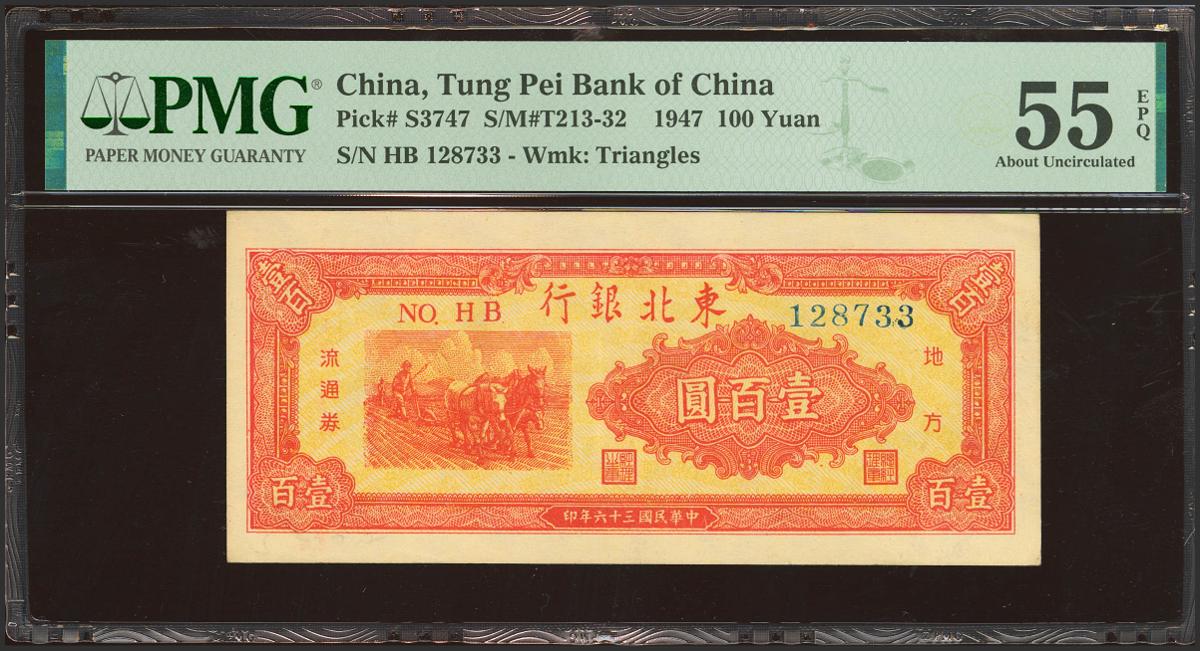 PMG®
PAPER MONEY GUARANTY
China, Tung Pei Bank of China
Pick# S3747 S/M#T213-32 1947 100 Yuan
S/N HB 128733 - Wmk: Triangles
55
EPQ
About Uncirculated
壹百
壹百
行銀北東
NO. HB
128733
流通券
地方
圓百壹
百壹
百壹
印年六十三國民華中